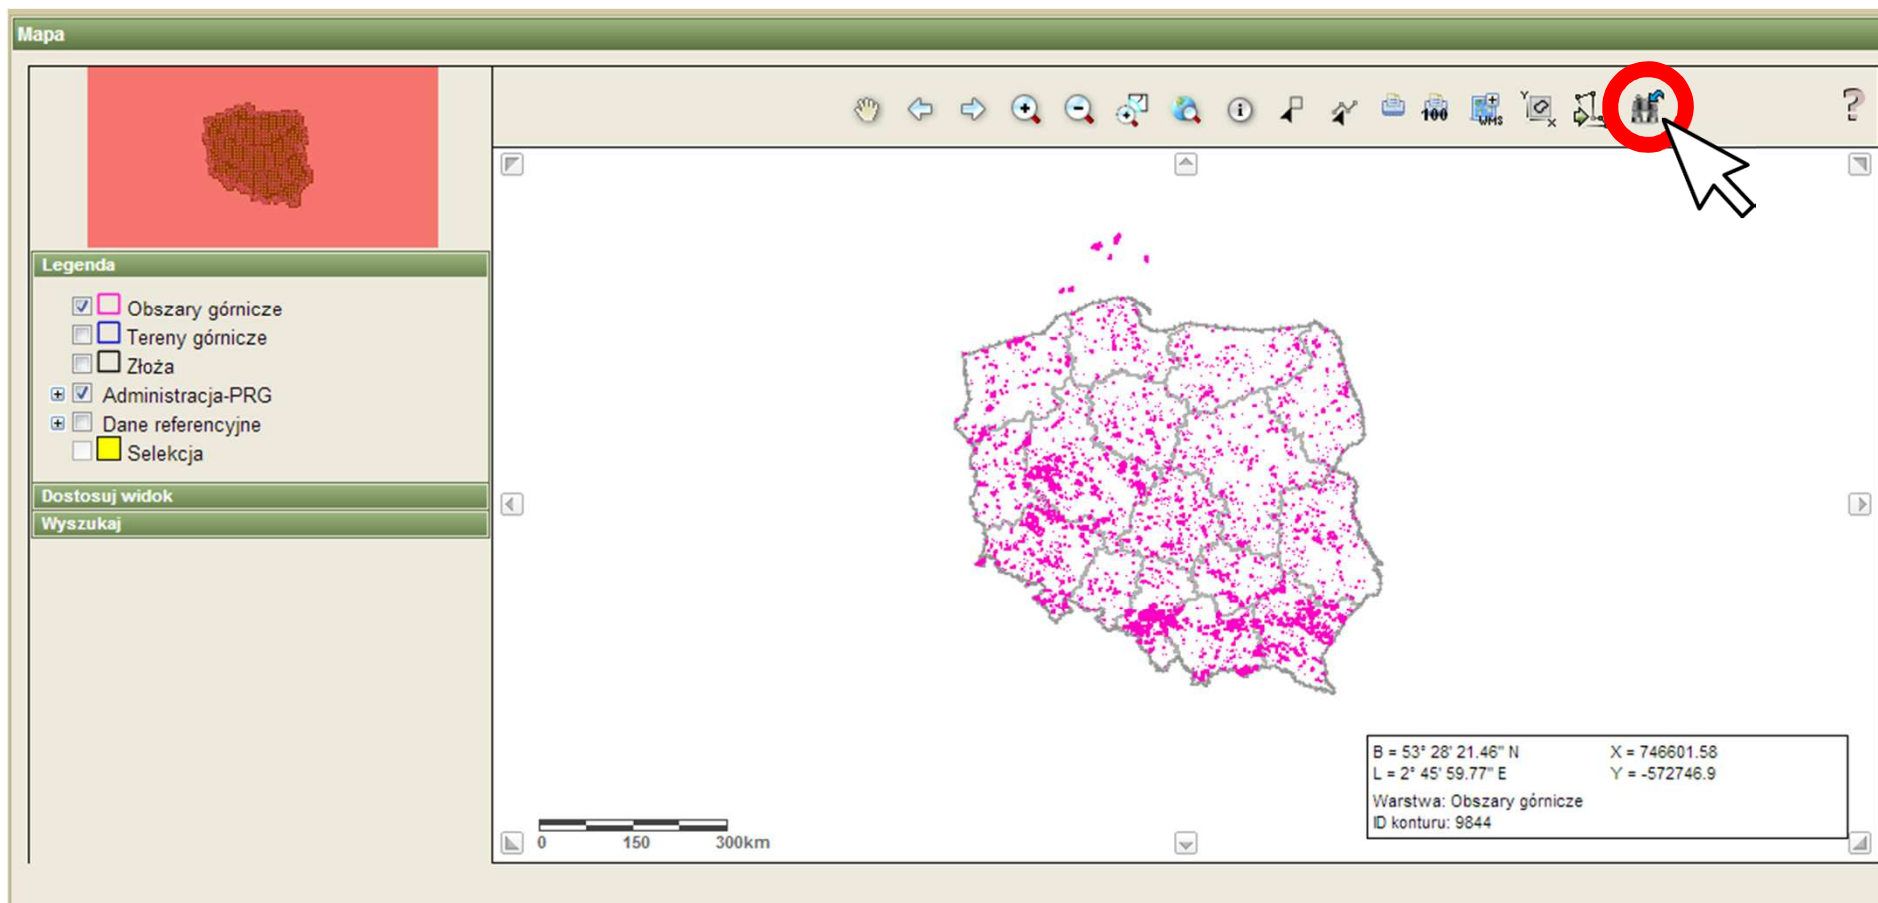 Mapa
100
WMS
Y
x
?
Legenda
Obszary górnicze
Tereny górnicze
Złoża
Administracja-PRG
Dane referencyjne
Selekcja
Dostosuj widok
Wyszukaj
B = 53° 28' 21.46" N X = 746601.58
L = 2° 45' 59.77" E Y = -572746.9
Warstwa: Obszary górnicze
ID konturu: 9844
0 150 300km